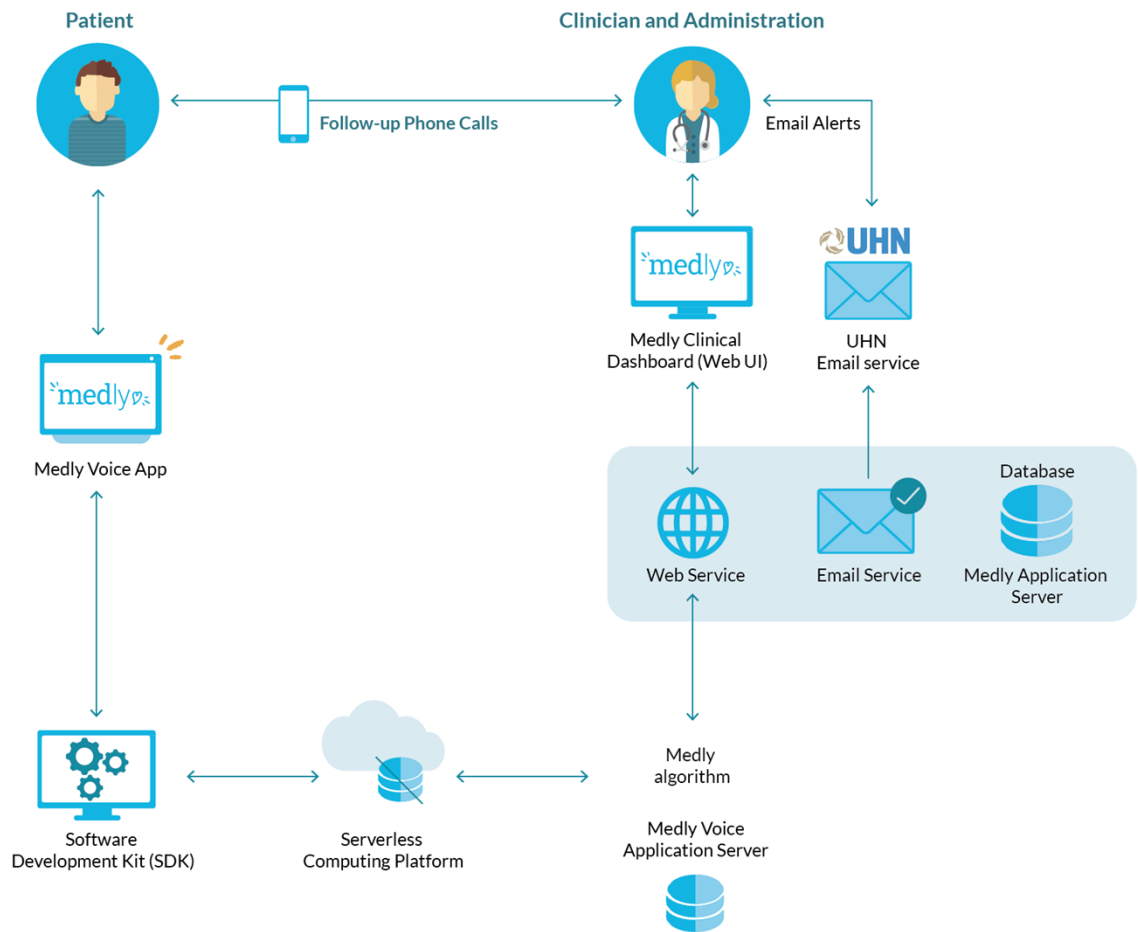 Patient
Clinician and Administration
Follow-up Phone Calls
Email Alerts
medly
UHN
medly
Medly Clinical
Dashboard (Web UI)
UHN
Email service
Medly Voice App
Database
Web Service
Email Service
Medly Application
Server
Medly
algorithm
Software
Development Kit (SDK)
Serverless
Computing Platform
Medly Voice
Application Server